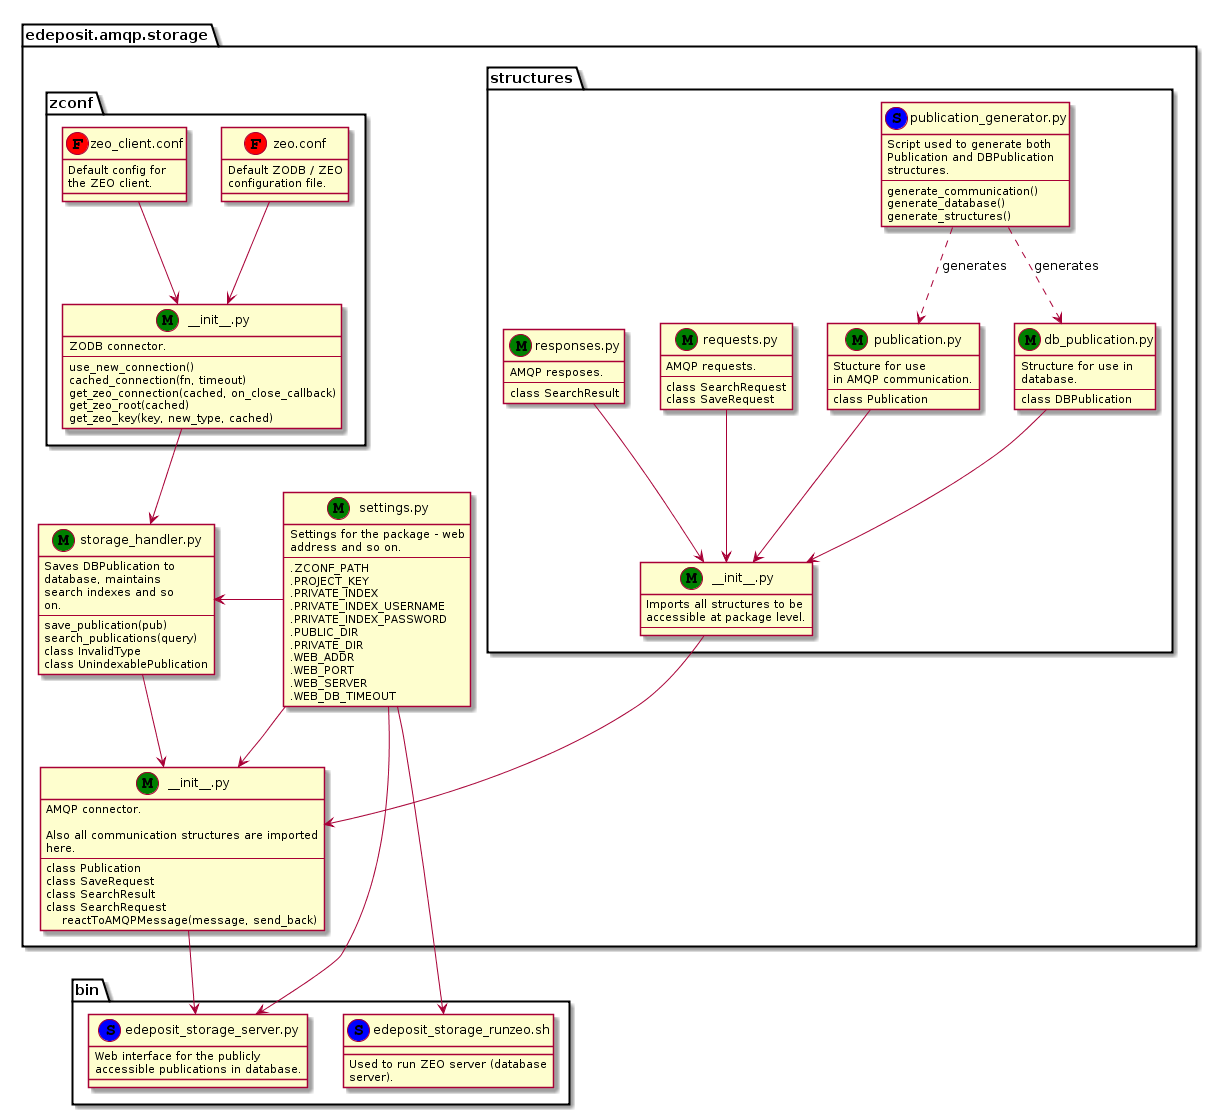 edeposit.amqp.storage
zconf
F zeo_client.conf
Default config for
the ZEO client.
F zeo.conf
Default ZODB / ZEO
configuration file.
M __init__.py
ZODB connector.
use_new_connection()
cached_connection(fn, timeout)
get_zeo_connection(cached, on_close_callback)
get_zeo_root(cached)
get_zeo_key(key, new_type, cached)
structures
S publication_generator.py
Script used to generate both
Publication and DBPublication
structures.
generate_communication()
generate_database()
generate_structures()
generates
generates
M responses.py
AMQP resposes.
class SearchResult
M requests.py
AMQP requests.
class SearchRequest
class SaveRequest
M publication.py
Stucture for use
in AMQP communication.
class Publication
M db_publication.py
Structure for use in
database.
class DBPublication
M __init__.py
Imports all structures to be
accessible at package level.
M storage_handler.py
Saves DBPublication to
database, maintains
search indexes and so
on.
save_publication(pub)
search_publications(query)
class InvalidType
class UnindexablePublication
M settings.py
Settings for the package - web
address and so on.
.ZCONF_PATH
.PROJECT_KEY
.PRIVATE_INDEX
.PRIVATE_INDEX_USERNAME
.PRIVATE_INDEX_PASSWORD
.PUBLIC_DIR
.PRIVATE_DIR
.WEB_ADDR
.WEB_PORT
.WEB_SERVER
.WEB_DB_TIMEOUT
M __init__.py
AMQP connector.
Also all communication structures are imported
here.
class Publication
class SaveRequest
class SearchResult
class SearchRequest
reactToAMQPMessage(message, send_back)
bin
S edeposit_storage_server.py
Web interface for the publicly
accessible publications in database.
S edeposit_storage_runzeo.sh
Used to run ZEO server (database
server).